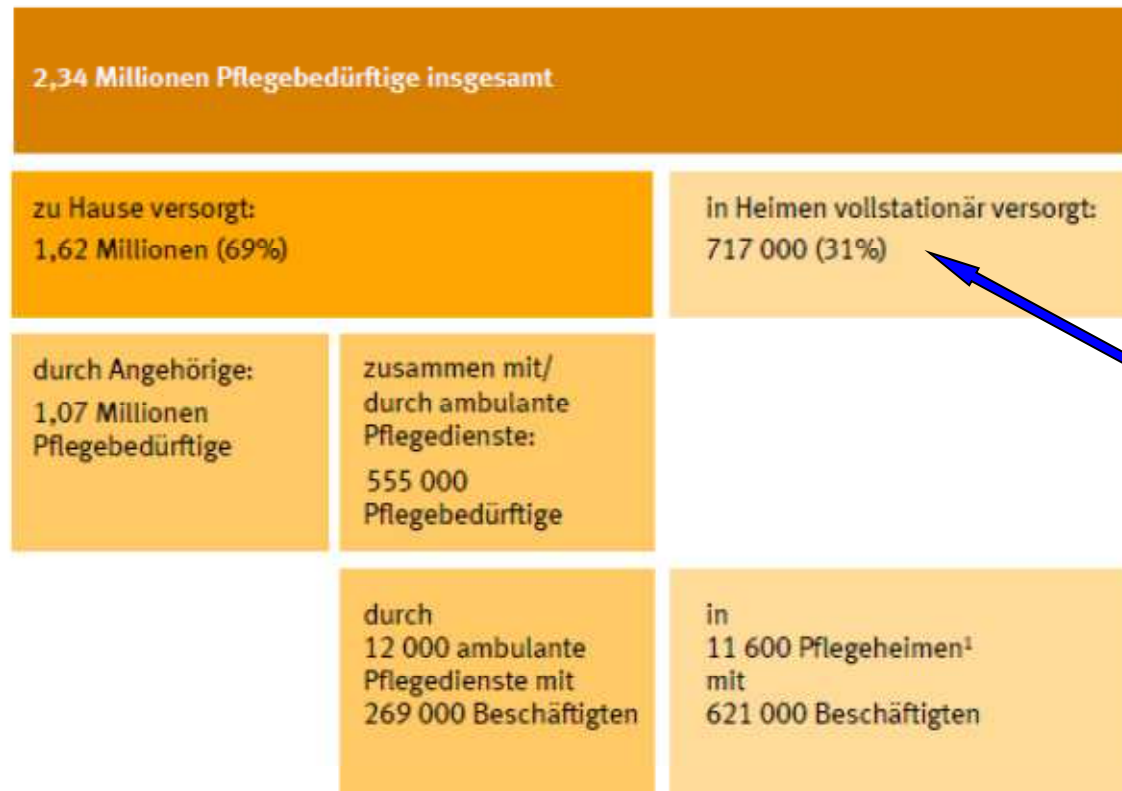 2,34 Millionen Pflegebedürftige insgesamt
zu Hause versorgt:
1,62 Millionen (69%)
in Heimen vollstationär versorgt:
717 000 (31%)
durch Angehörige:
1,07 Millionen
Pflegebedürftige
zusammen mit/
durch ambulante
Pflegedienste:
555 000
Pflegebedürftige
durch
12 000 ambulante
Pflegedienste mit
269 000 Beschäftigten
in
11 600 Pflegeheimen¹
mit
621 000 Beschäftigten